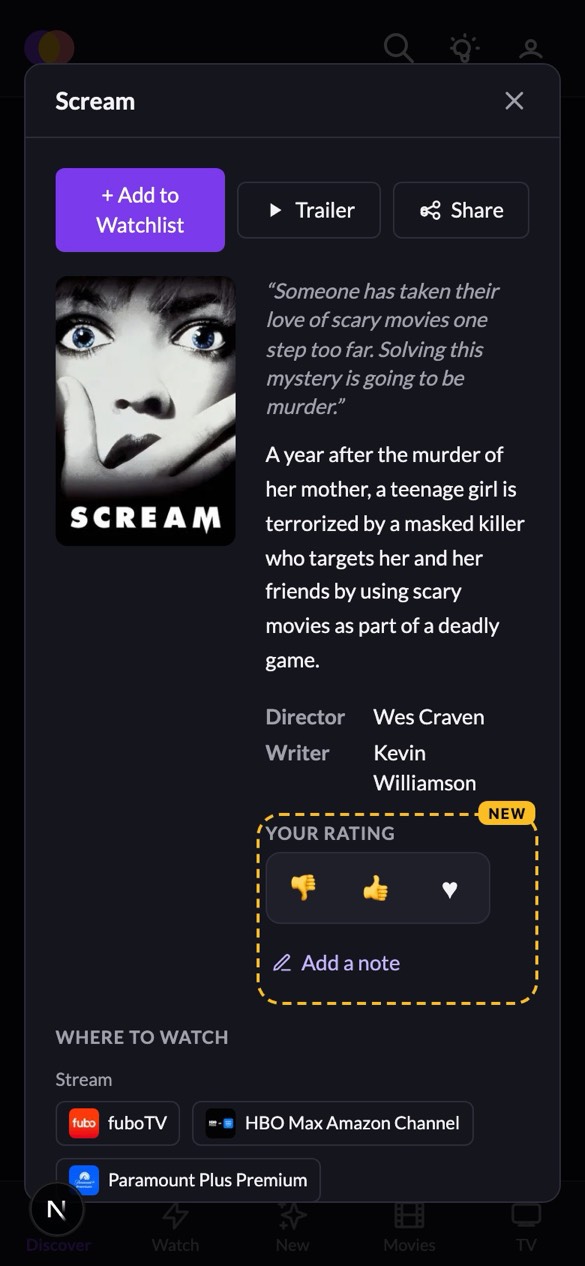 Scream
+ Add to
Watchlist
Trailer
Share
“Someone has taken their
love of scary movies one
step too far. Solving this
mystery is going to be
murder.”
SCREAM
A year after the murder of
her mother, a teenage girl is
terrorized by a masked killer
who targets her and her
friends by using scary
movies as part of a deadly
game.
Director Wes Craven
Writer Kevin
Williamson
NEW
YOUR RATING
Add a note
WHERE TO WATCH
Stream
fubo fuboTV
HBO Max Amazon Channel
Paramount Plus Premium
N
Discover Watch New Movies TV